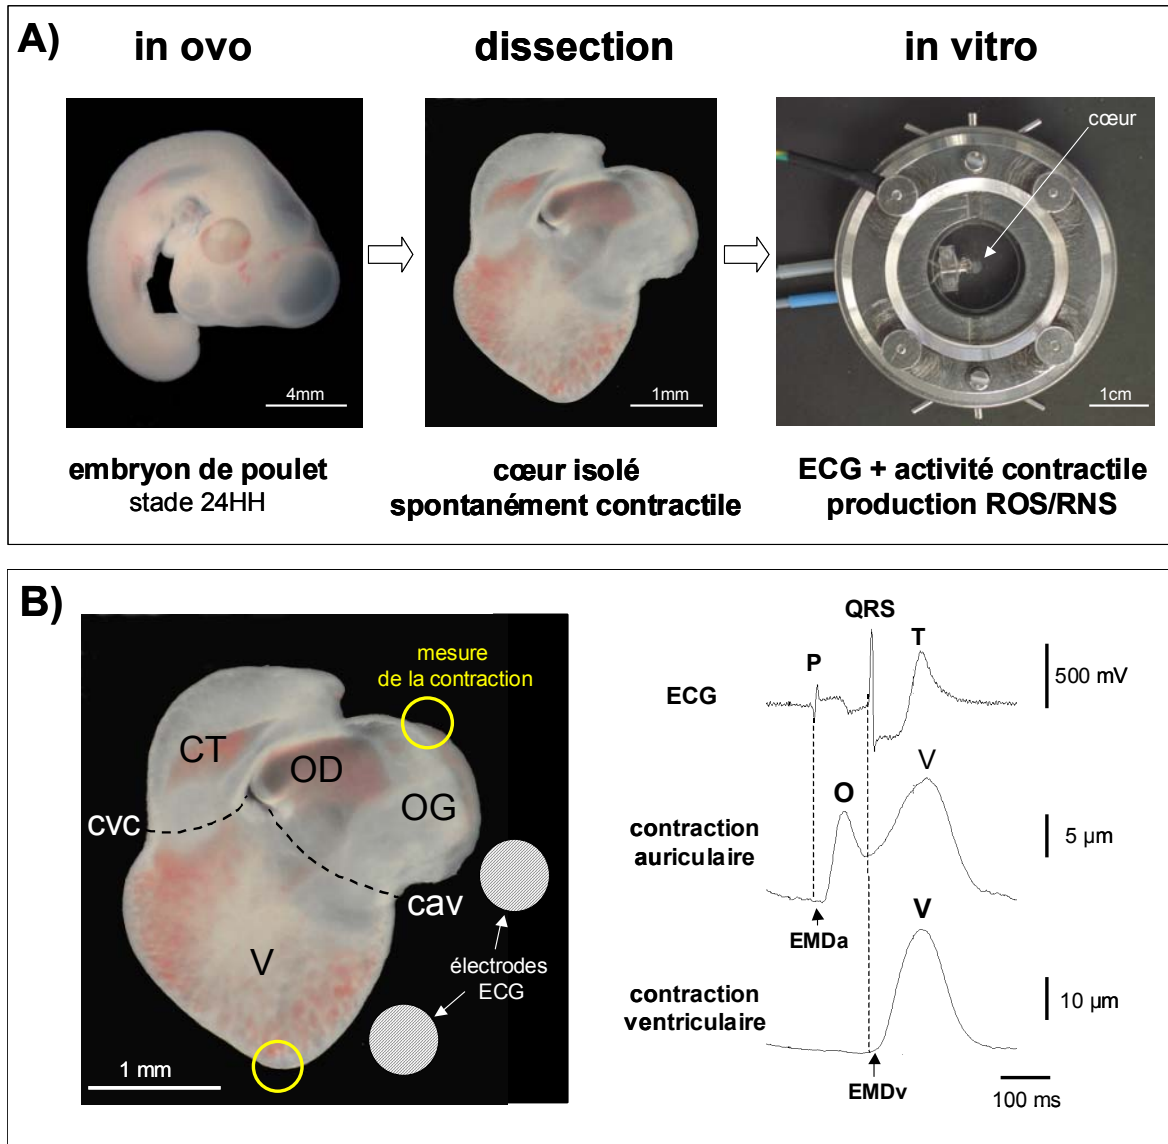 A)
in ovo
dissection
in vitro
cœur
4mm
1mm
1cm
embryon de poulet
stade 24HH
cœur isolé
spontanément contractile
ECG + activité contractile
production ROS/RNS
B)
mesure
de la contraction
CT
OD
OG
cvc
cav
V
électrodes
ECG
1 mm
QRS
P
T
ECG
500 mV
V
O
contraction
auriculaire
5 µm
EMDa
V
contraction
ventriculaire
10 µm
EMDv
100 ms